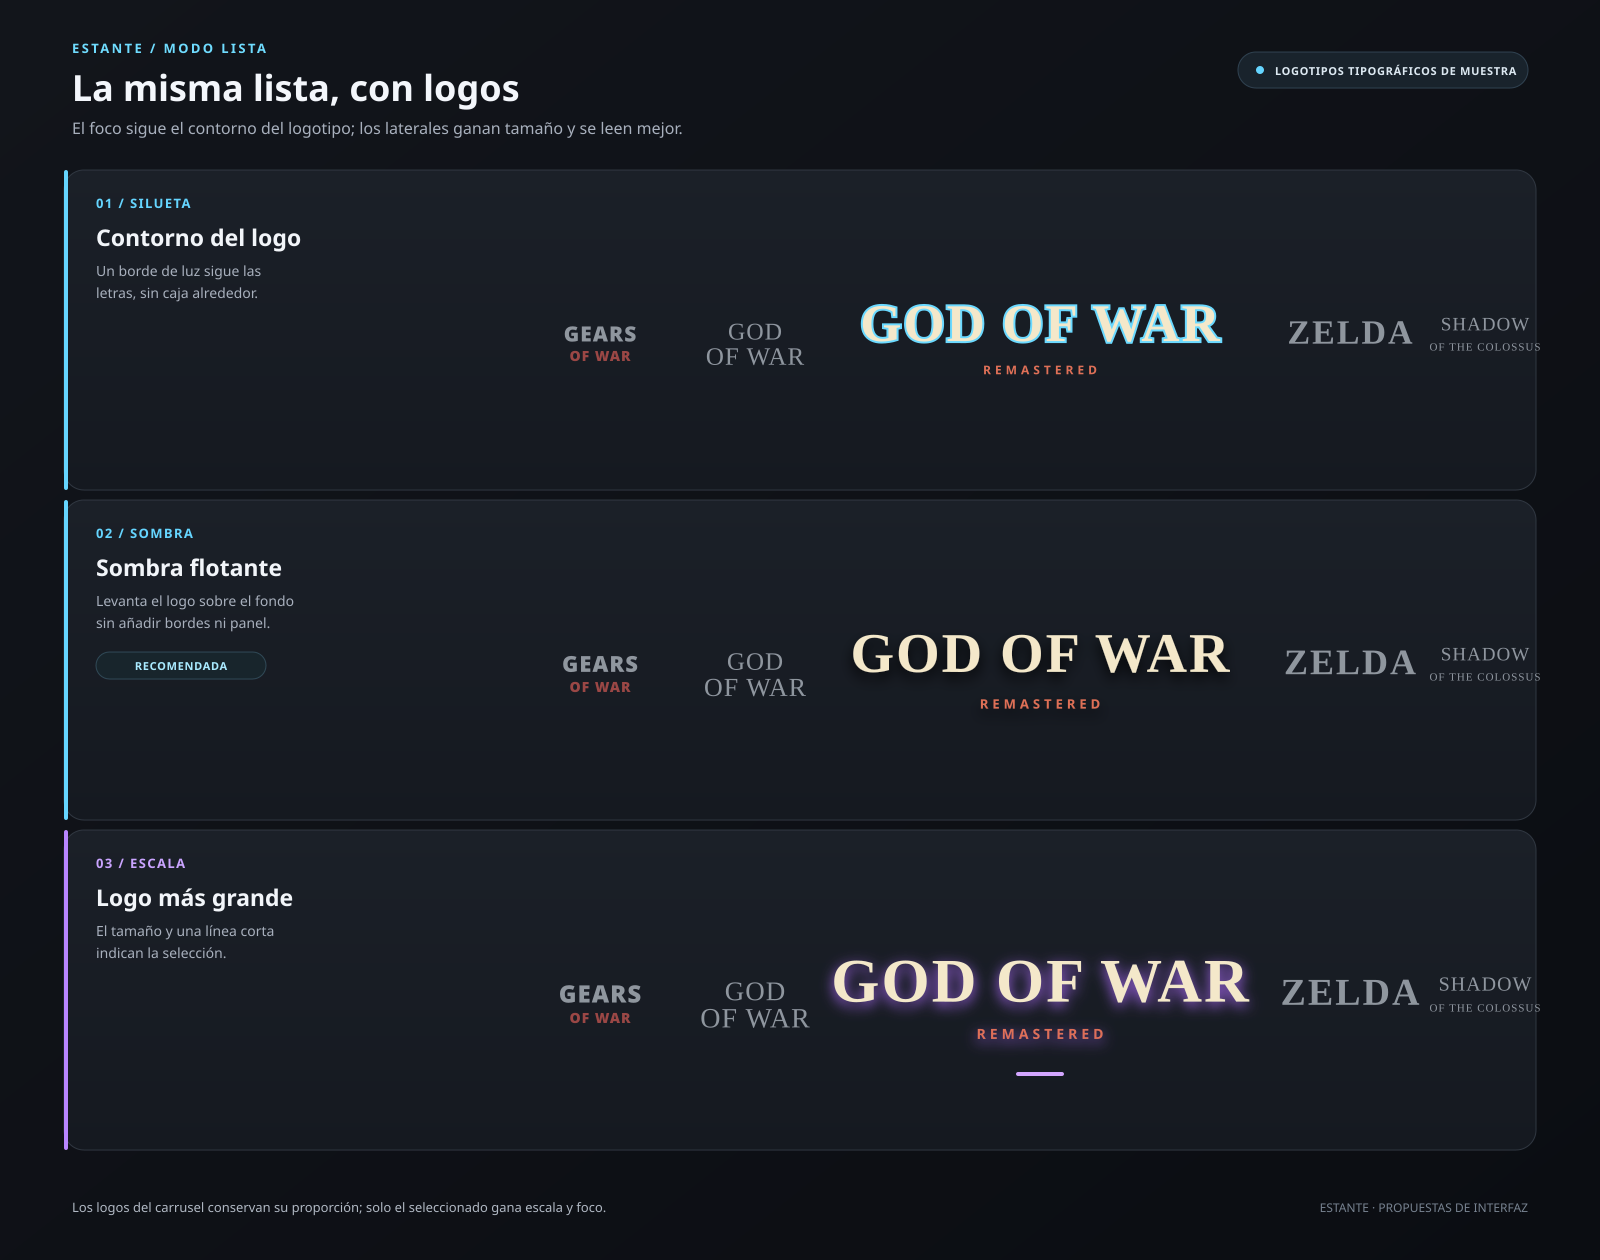 ESTANTE / MODO LISTA
La misma lista, con logos
El foco sigue el contorno del logotipo; los laterales ganan tamaño y se leen mejor.
LOGOTIPOS TIPOGRÁFICOS DE MUESTRA
01 / SILUETA
Contorno del logo
Un borde de luz sigue las
letras, sin caja alrededor.
GEARS
OF WAR
GOD
OF WAR
GOD OF WAR
REMASTERED
ZELDA
SHADOW
OF THE COLOSSUS
02 / SOMBRA
Sombra flotante
Levanta el logo sobre el fondo
sin añadir bordes ni panel.
RECOMENDADA
GEARS
OF WAR
GOD
OF WAR
GOD OF WAR
REMASTERED
ZELDA
SHADOW
OF THE COLOSSUS
03 / ESCALA
Logo más grande
El tamaño y una línea corta
indican la selección.
GEARS
OF WAR
GOD
OF WAR
GOD OF WAR
REMASTERED
ZELDA
SHADOW
OF THE COLOSSUS
Los logos del carrusel conservan su proporción; solo el seleccionado gana escala y foco.
ESTANTE · PROPUESTAS DE INTERFAZ